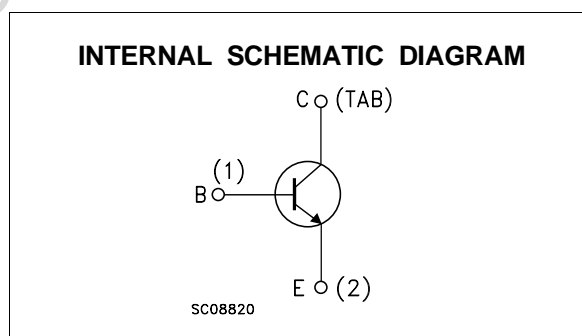 INTERNAL SCHEMATIC DIAGRAM
C (TAB)
(1)
B
E (2)
SC08820